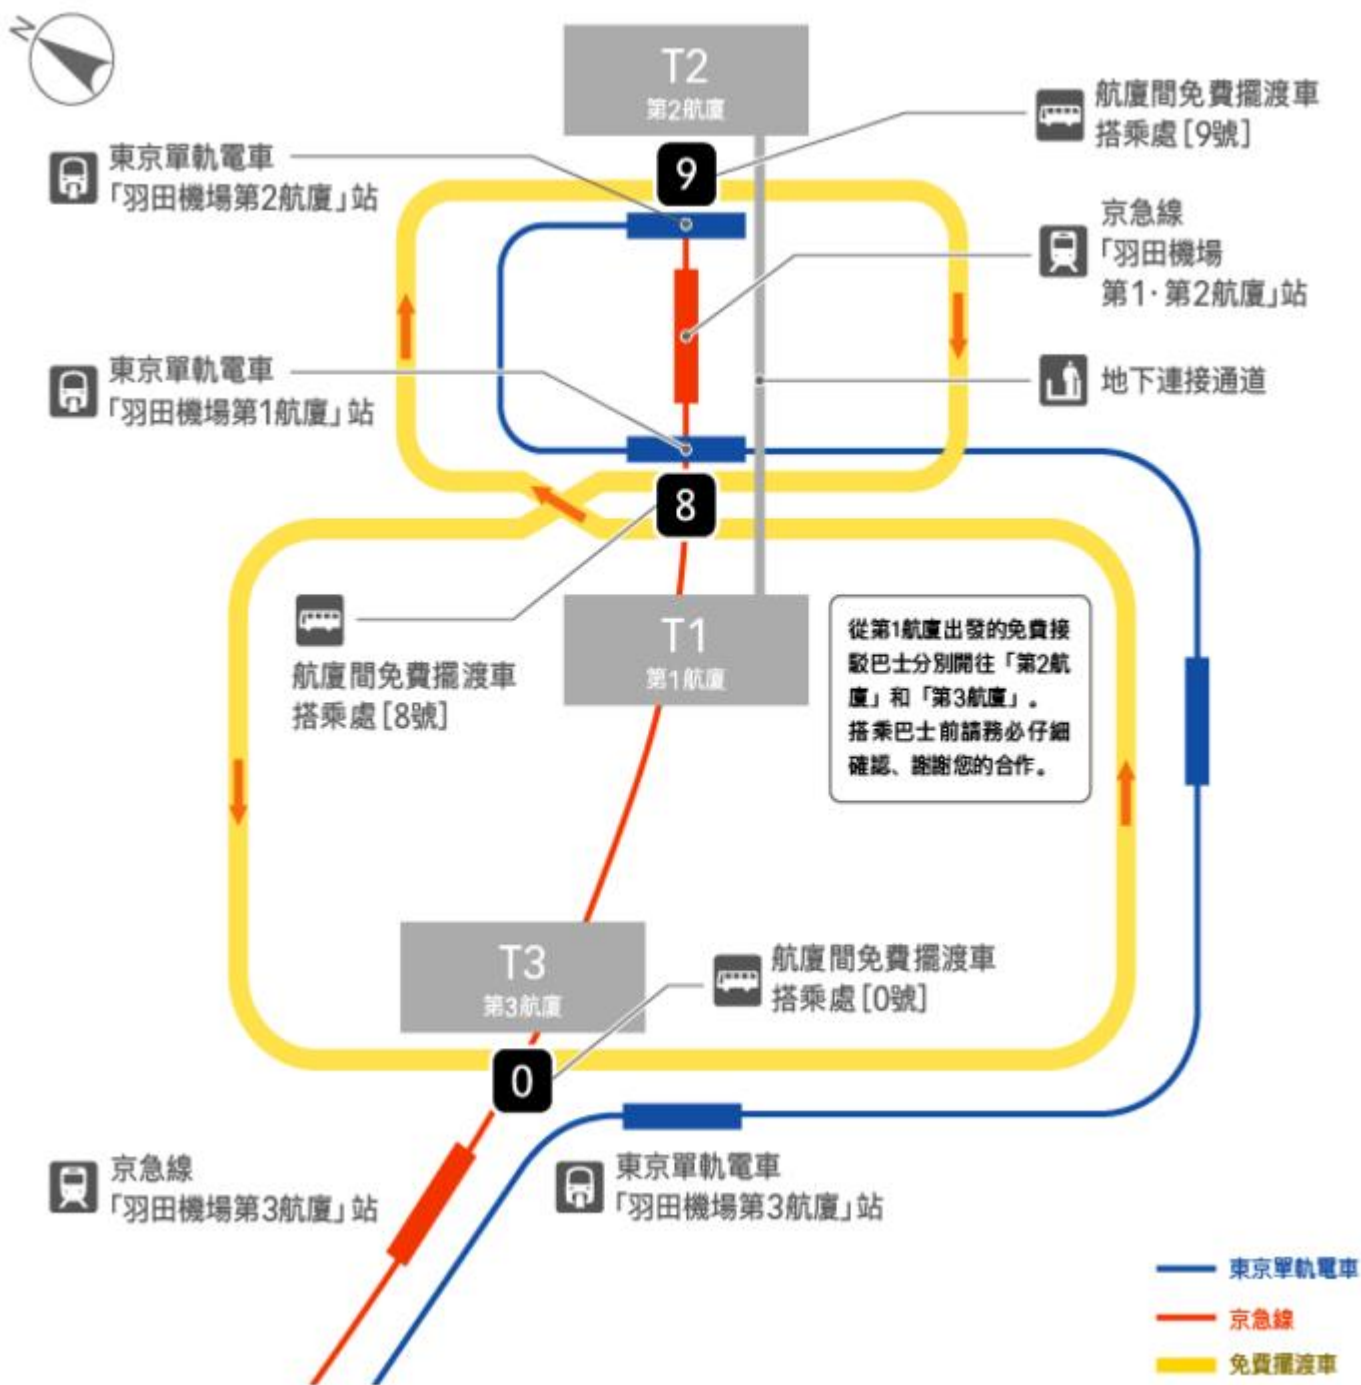 N
T2
第2航廈
航廈間免費擺渡車
搭乘處[9號]
9
東京單軌電車
「羽田機場第2航廈」站
京急線
「羽田機場
第1·第2航廈」站
東京單軌電車
「羽田機場第1航廈」站
地下連接通道
8
航廈間免費擺渡車
搭乘處[8號]
T1
第1航廈
從第1航廈出發的免費接
駁巴士分別開往「第2航
廈」和「第3航廈」。
搭乘巴士前請務必仔細
確認、謝謝您的合作。
T3
第3航廈
航廈間免費擺渡車
搭乘處[0號]
0
京急線
「羽田機場第3航廈」站
東京單軌電車
「羽田機場第3航廈」站
東京單軌電車
京急線
免費擺渡車